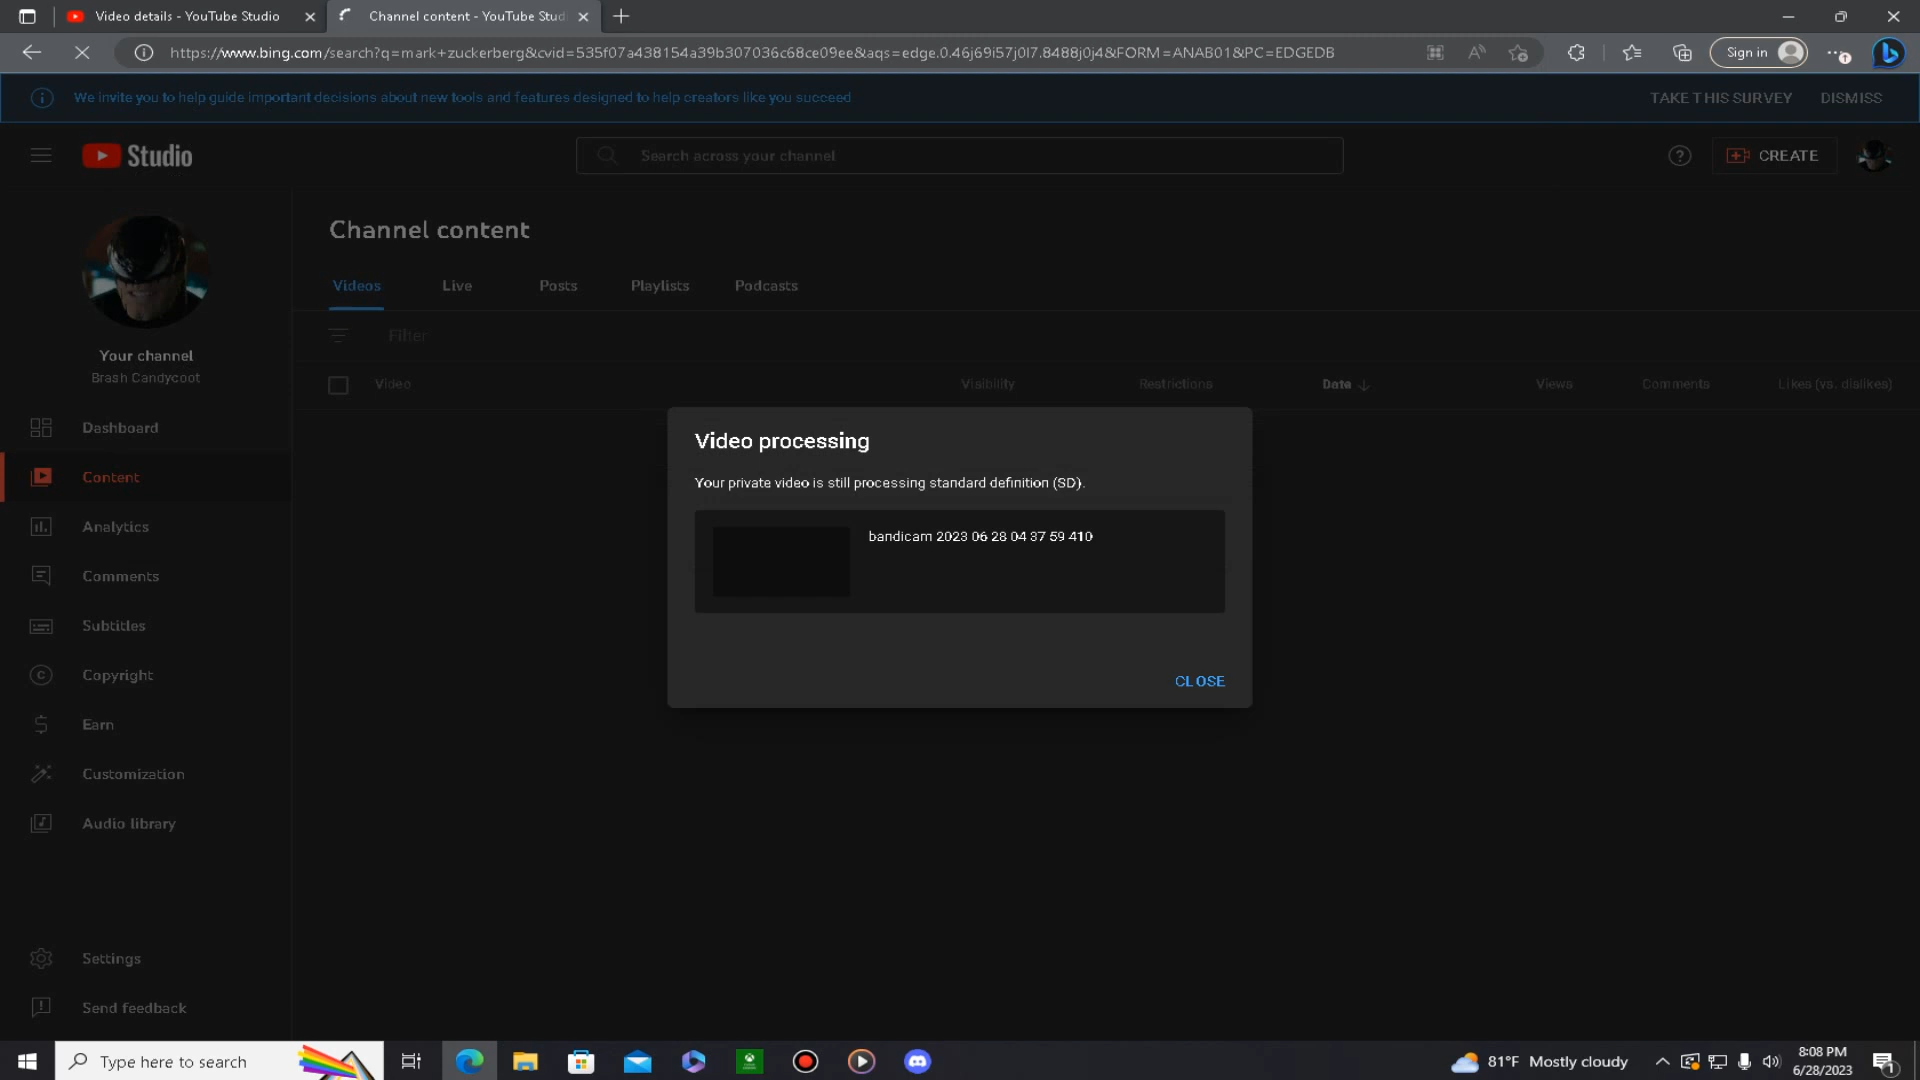 Video details - YouTube Studio
Channel content - YouTube Stud
https://www.bing.com/search?q=mark+zuckerberg&cvid=535f07a438154a39b307036c68ce09ee&aqs=edge.0.46j69i57j0l7.8488j0j4&FORM=ANAB01&PC=EDGEDB
Sign in
We invite you to help guide important decisions about new tools and features designed to help creators like you succeed
TAKE THIS SURVEY
DISMISS
Studio
Search across your channel
CREATE
Channel content
Videos
Live
Posts
Playlists
Podcasts
Filter
Your channel
Brash Candycoot
Video
Visibility
Restrictions
Date
Views
Comments
Likes (vs. dislikes)
Dashboard
Content
Analytics
Comments
Subtitles
Copyright
Earn
Customization
Audio library
Settings
Send feedback
Video processing
Your private video is still processing standard definition (SD).
bandicam 2023 06 28 04 37 59 410
CLOSE
Type here to search
81°F Mostly cloudy
8:08 PM
6/28/2023
1